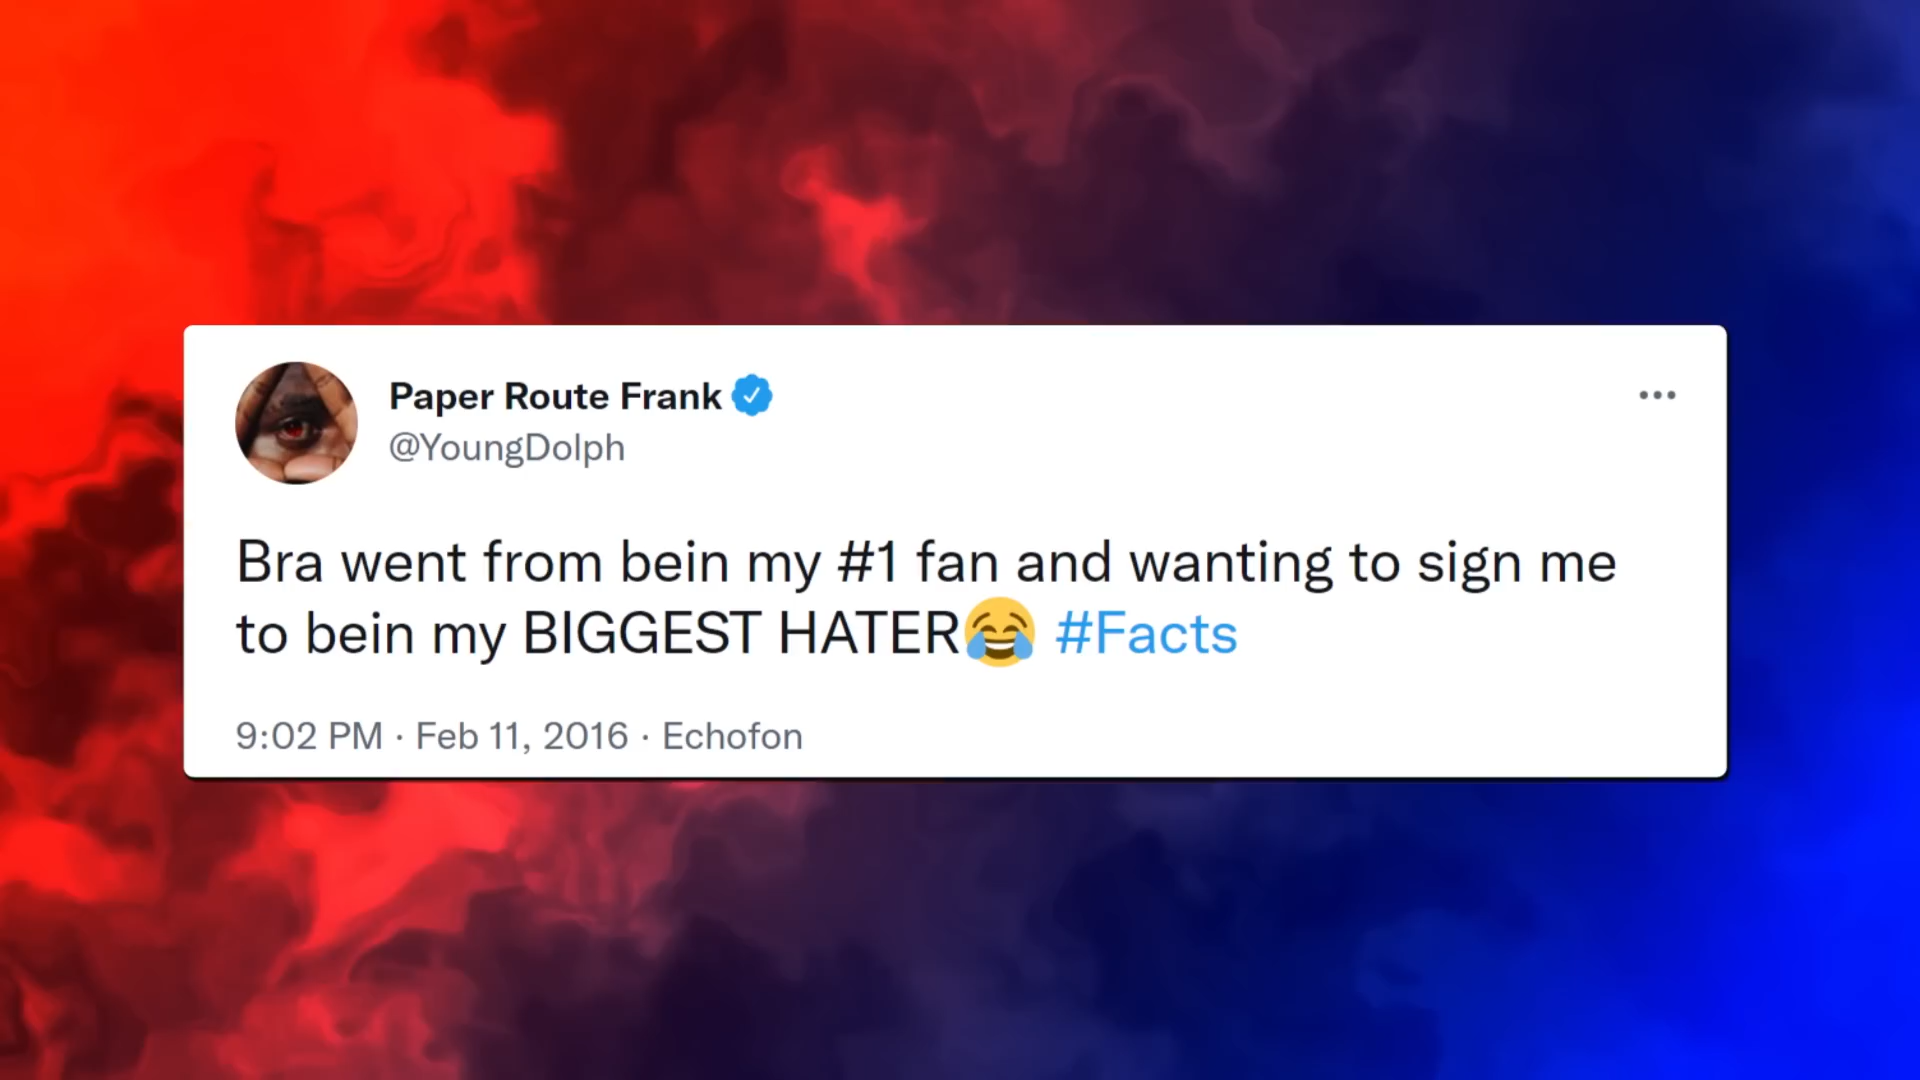 Paper Route Frank
@YoungDolph
Bra went from bein my #1 fan and wanting to sign me
to bein my BIGGEST HATER😂 #Facts
9:02 PM · Feb 11, 2016 · Echofon